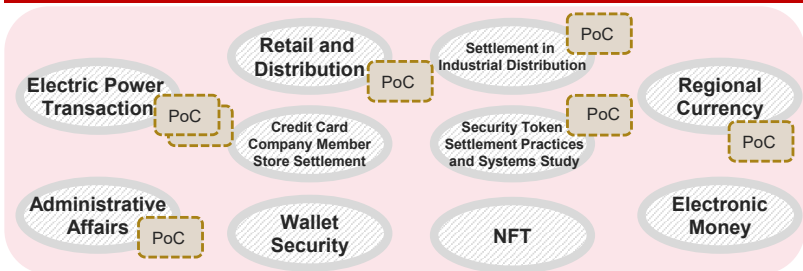 Electric Power
Transaction
PoC
Retail and
Distribution
PoC
Settlement in
Industrial Distribution
PoC
Regional
Currency
PoC
Credit Card
Company Member
Store Settlement
Security Token
Settlement Practices
and Systems Study
PoC
Administrative
Affairs
PoC
Wallet
Security
NFT
Electronic
Money